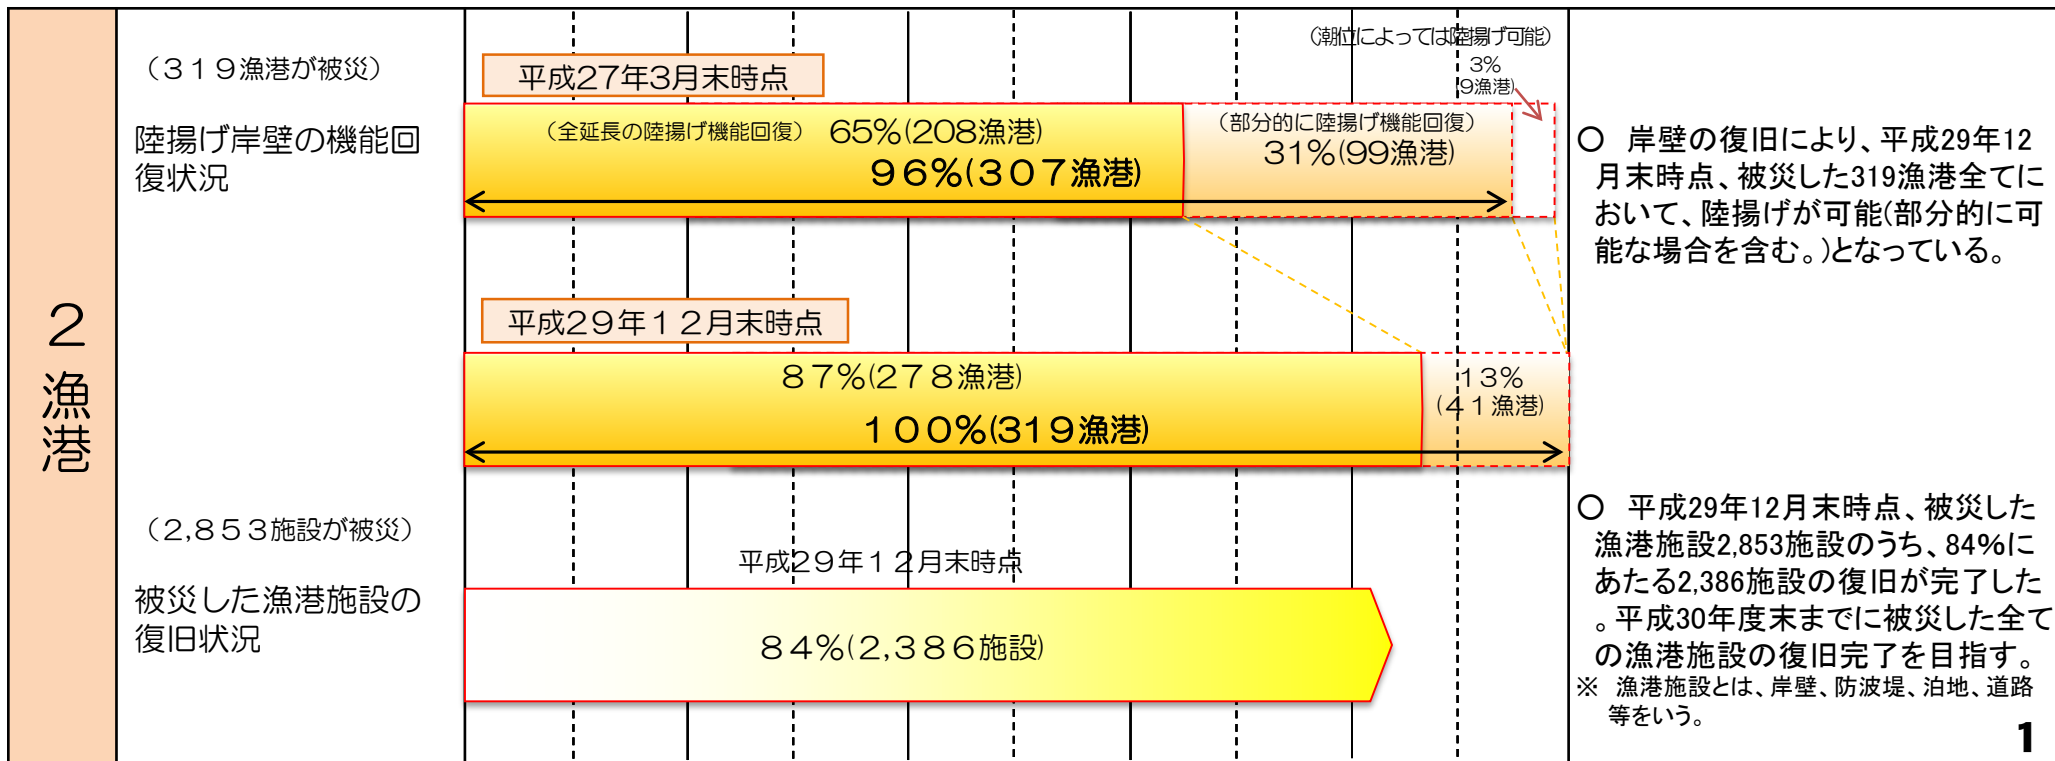 2 漁港
（３１９漁港が被災）
陸揚げ岸壁の機能回
復状況
平成27年3月末時点
（潮位によっては陸揚げ可能）
3%
9漁港)
（全延長の陸揚げ機能回復） 65%(208漁港)
９６%(３０７漁港)
（部分的に陸揚げ機能回復）
31%(99漁港)
平成２９年１２月末時点
８７%(２７８漁港)
１００%(319漁港)
１３%
(４１漁港)
（2,８５３施設が被災）
被災した漁港施設の
復旧状況
平成２９年１２月末時点
８４%(２,３８６施設)
○ 岸壁の復旧により、平成29年12
月末時点、被災した319漁港全てに
おいて、陸揚げが可能(部分的に可
能な場合を含む。)となっている。
○ 平成29年12月末時点、被災した
漁港施設2,853施設のうち、84%に
あたる2,386施設の復旧が完了した
。平成30年度末までに被災した全て
の漁港施設の復旧完了を目指す。
※ 漁港施設とは、岸壁、防波堤、泊地、道路
等をいう。
1